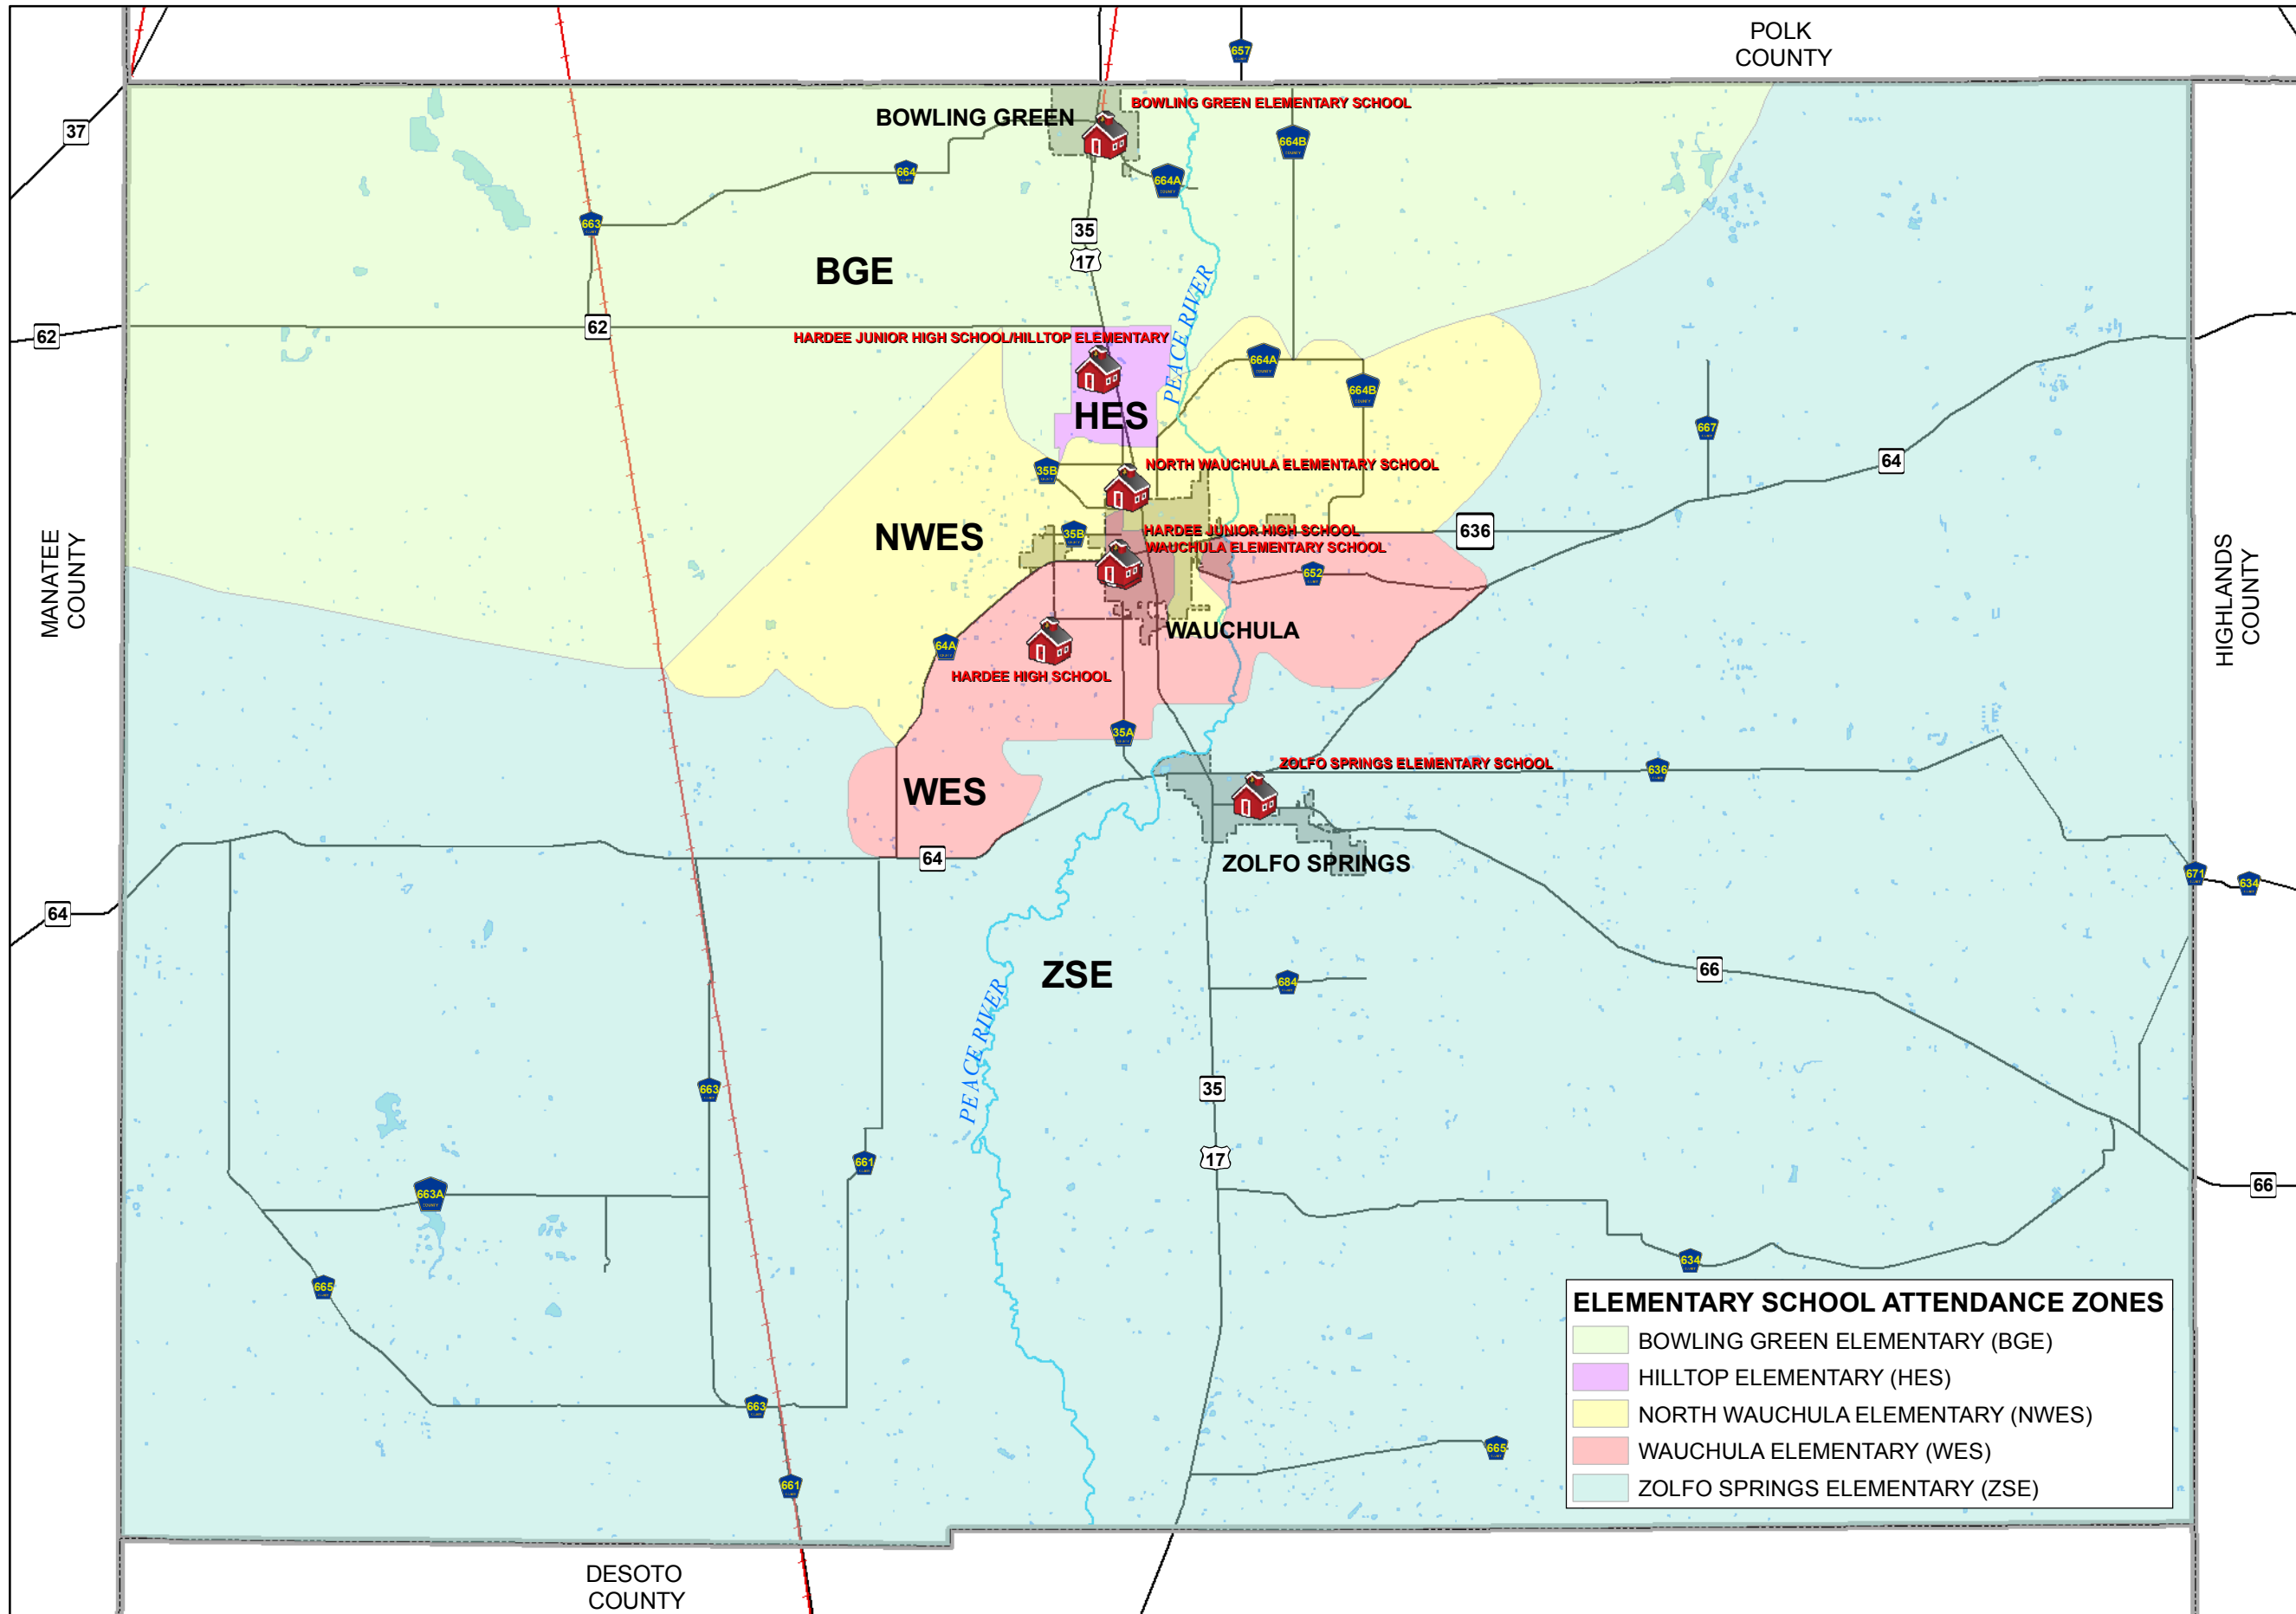 POLK
COUNTY
657
BOWLING GREEN ELEMENTARY SCHOOL
BOWLING GREEN
37
664B
COUNTY
664
664A
COUNTY
663
35
17
BGE
PEACE RIVER
62
62
HARDEE JUNIOR HIGH SCHOOL/HILLTOP ELEMENTARY
664A
COUNTY
664B
COUNTY
HES
667
64
35B
NORTH WAUCHULA ELEMENTARY SCHOOL
NWES
35B
HARDEE JUNIOR HIGH SCHOOL
WAUCHULA ELEMENTARY SCHOOL
636
652
MANATEE
COUNTY
HIGHLANDS
COUNTY
WAUCHULA
64A
HARDEE HIGH SCHOOL
35A
ZOLFO SPRINGS ELEMENTARY SCHOOL
636
WES
64
ZOLFO SPRINGS
671
634
64
ZSE
66
684
PEACE RIVER
663
35
661
17
66
663A
COUNTY
634
665
663
665
661
ELEMENTARY SCHOOL ATTENDANCE ZONES
BOWLING GREEN ELEMENTARY (BGE)
HILLTOP ELEMENTARY (HES)
NORTH WAUCHULA ELEMENTARY (NWES)
WAUCHULA ELEMENTARY (WES)
ZOLFO SPRINGS ELEMENTARY (ZSE)
DESOTO
COUNTY